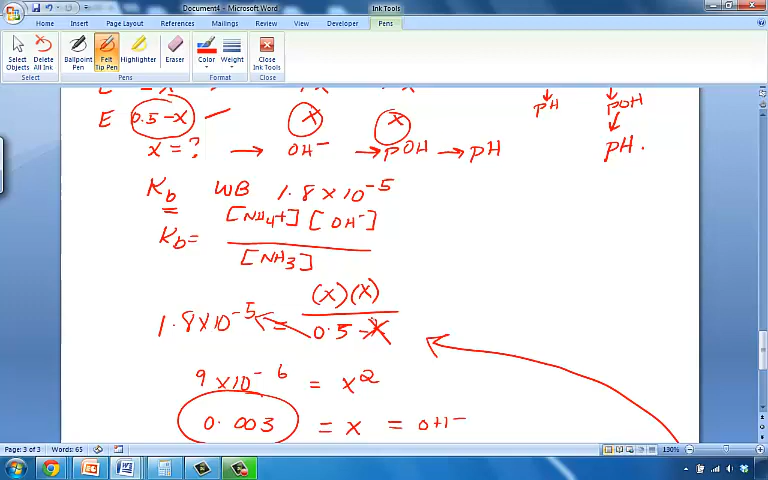 Document4 - Microsoft Word
Ink Tools
Home Insert Page Layout References Mailings Review View Developer Pens
Select Objects
Delete All Ink
Ballpoint Pen
Felt Tip Pen
Highlighter
Eraser
Color
Weight
Close Ink Tools
Select Pens Format Close
E 0.5-x x x
pH pOH
x = ? → OH⁻ → pOH → pH
pH.
Kb WB 1.8 x 10⁻⁵
Kb = [NH4+] [OH⁻]
[NH3]
1.8x10⁻⁵ = (x)(x)
0.5 - x
9 x10⁻⁶ = x2
0.003 = x = OH⁻
Page: 3 of 3 Words: 65 130%